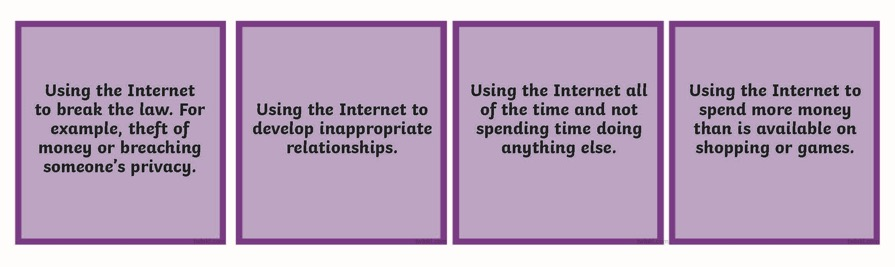 Using the Internet
to break the law. For
example, theft of
money or breaching
someone's privacy.
Using the Internet to
develop inappropriate
relationships.
Using the Internet all
of the time and not
spending time doing
anything else.
Using the Internet to
spend more money
than is available on
shopping or games.